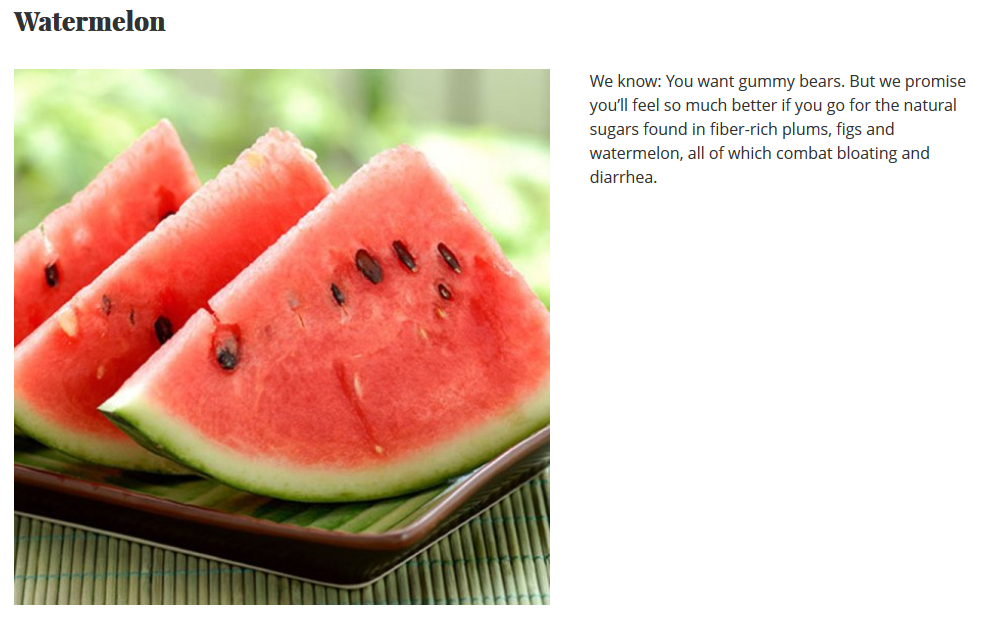 Watermelon
We know: You want gummy bears. But we promise
you’ll feel so much better if you go for the natural
sugars found in fiber-rich plums, figs and
watermelon, all of which combat bloating and
diarrhea.